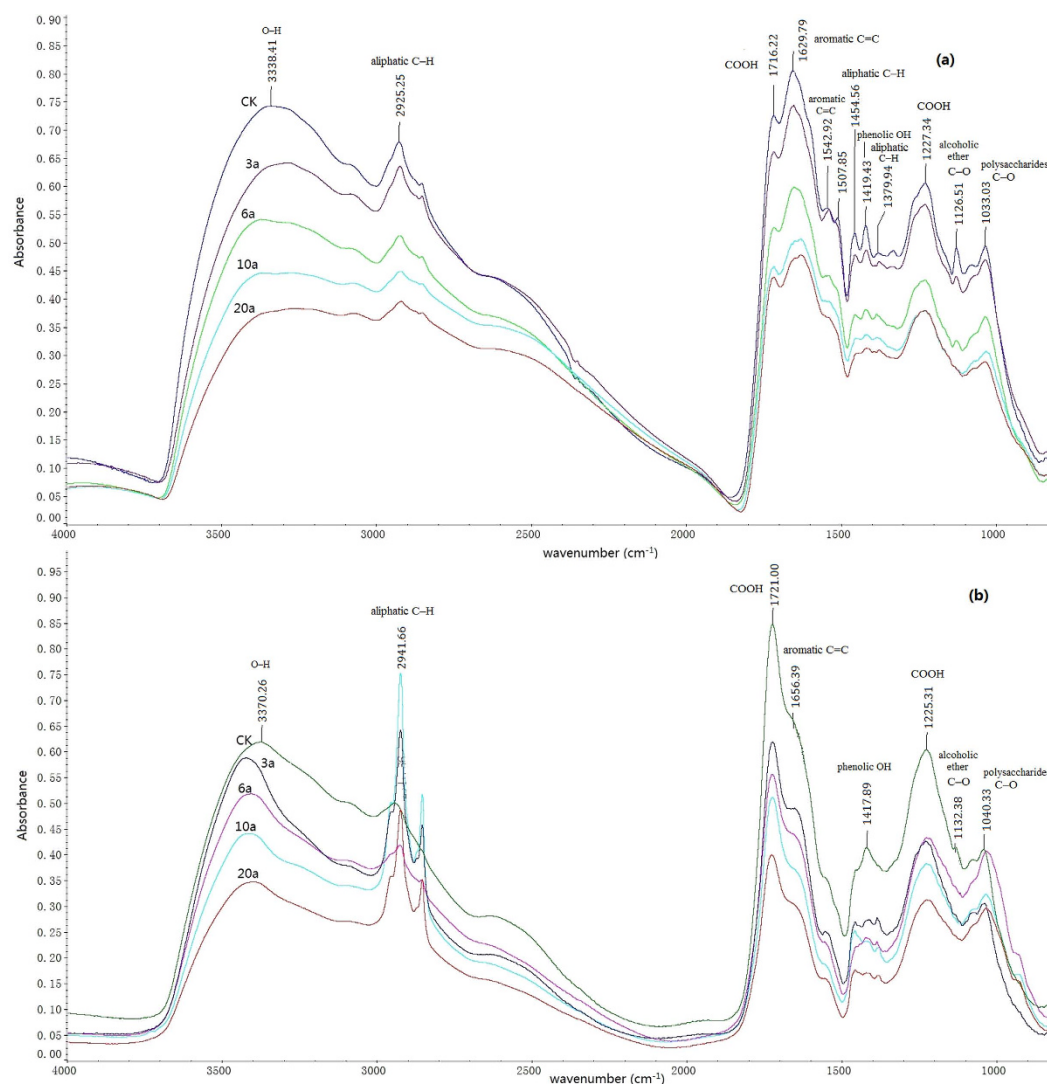 (a)
O–H
3338.41
aliphatic C–H
2925.25
COOH
1716.22
aromatic C=C
1629.79
aromatic
C=C
1542.92
1507.85
aliphatic C–H
1454.56
phenolic OH
1419.43
aliphatic
C–H
1379.94
COOH
1227.34
alcoholic
ether
C–O
1126.51
polysaccharides
C–O
1033.03
CK
3a
6a
10a
20a
Absorbance
0.90
0.85
0.80
0.75
0.70
0.65
0.60
0.55
0.50
0.45
0.40
0.35
0.30
0.25
0.20
0.15
0.10
0.05
0.00
4000 3500 3000 2500 2000 1500 1000
wavenumber (cm⁻¹)
(b)
O–H
3370.26
aliphatic C–H
2941.66
COOH
1721.00
aromatic C=C
1656.39
phenolic OH
1417.89
COOH
1225.31
alcoholic
ether
C–O
1132.38
polysaccharides
C–O
1040.33
CK
3a
6a
10a
20a
Absorbance
0.95
0.90
0.85
0.80
0.75
0.70
0.65
0.60
0.55
0.50
0.45
0.40
0.35
0.30
0.25
0.20
0.15
0.10
0.05
0.00
4000 3500 3000 2500 2000 1500 1000
wavenumber (cm⁻¹)